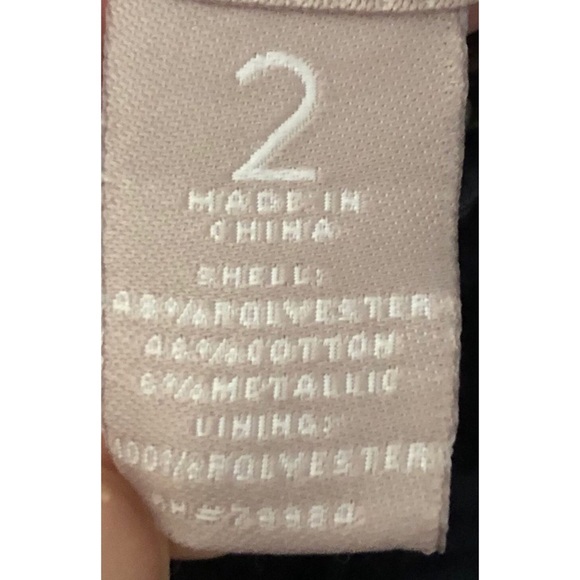 2
MADE IN
CHINA
SHELL:
48%POLYESTER
46%COTTON
6%METALLIC
LINING:
100%POLYESTER